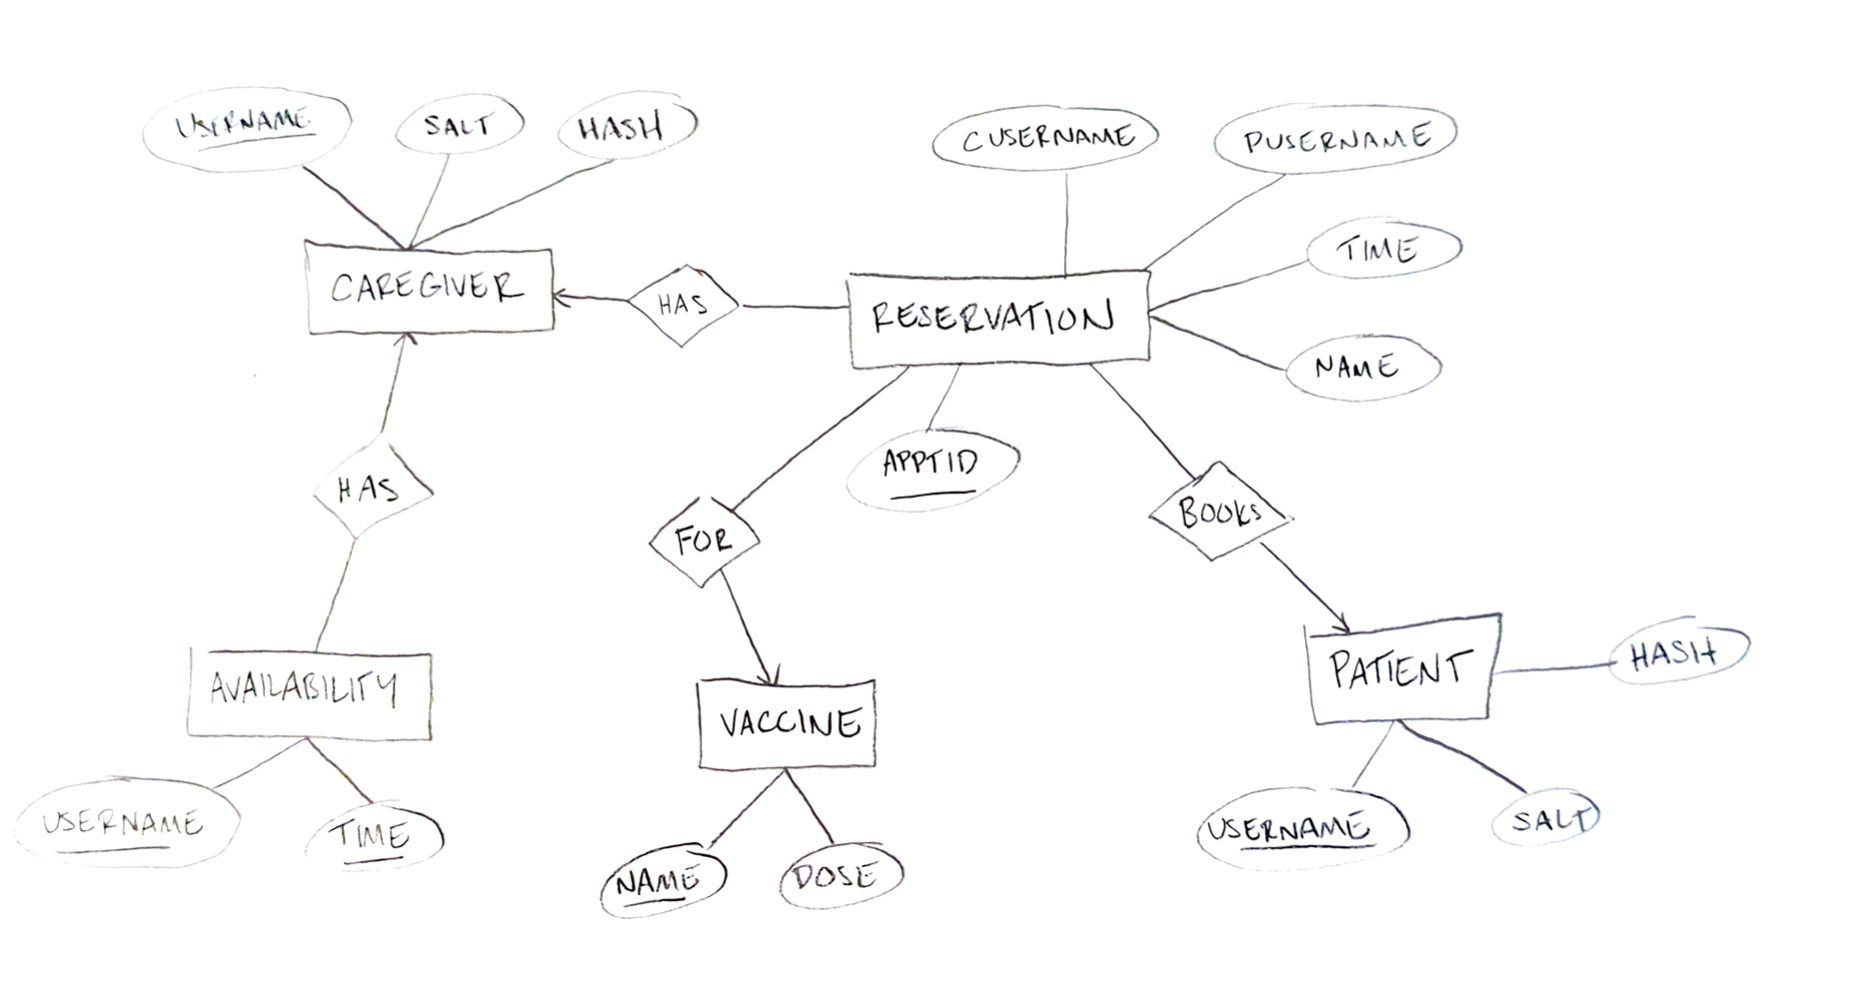 USERNAME
SALT
HASH
CUSERNAME
PUSERNAME
TIME
NAME
CAREGIVER
HAS
RESERVATION
APPTID
HAS
FOR
BOOKS
AVAILABILITY
VACCINE
PATIENT
HASH
USERNAME
TIME
NAME
DOSE
USERNAME
SALT